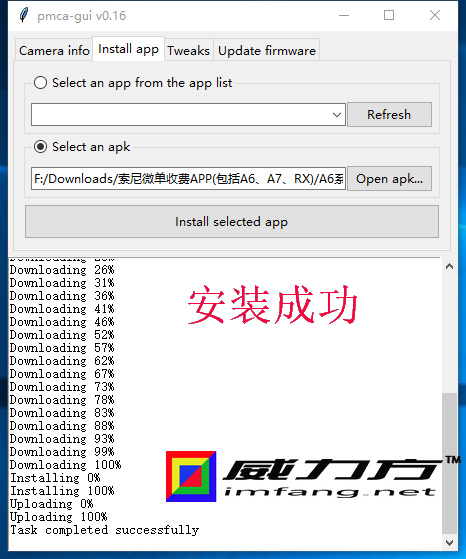 pmca-gui v0.16
Camera info Install app Tweaks Update firmware
Select an app from the app list
Refresh
Select an apk
F:/Downloads/索尼微单收费APP(包括A6、A7、RX)/A6系 Open apk...
Install selected app
Downloading 26%
Downloading 31%
Downloading 36%
Downloading 41%
Downloading 46%
Downloading 52%
Downloading 57%
Downloading 62%
Downloading 67%
Downloading 73%
Downloading 78%
Downloading 83%
Downloading 88%
Downloading 93%
Downloading 99%
Downloading 100%
Installing 0%
Installing 100%
Uploading 0%
Uploading 100%
Task completed successfully
安装成功
威力方™
imfang.net